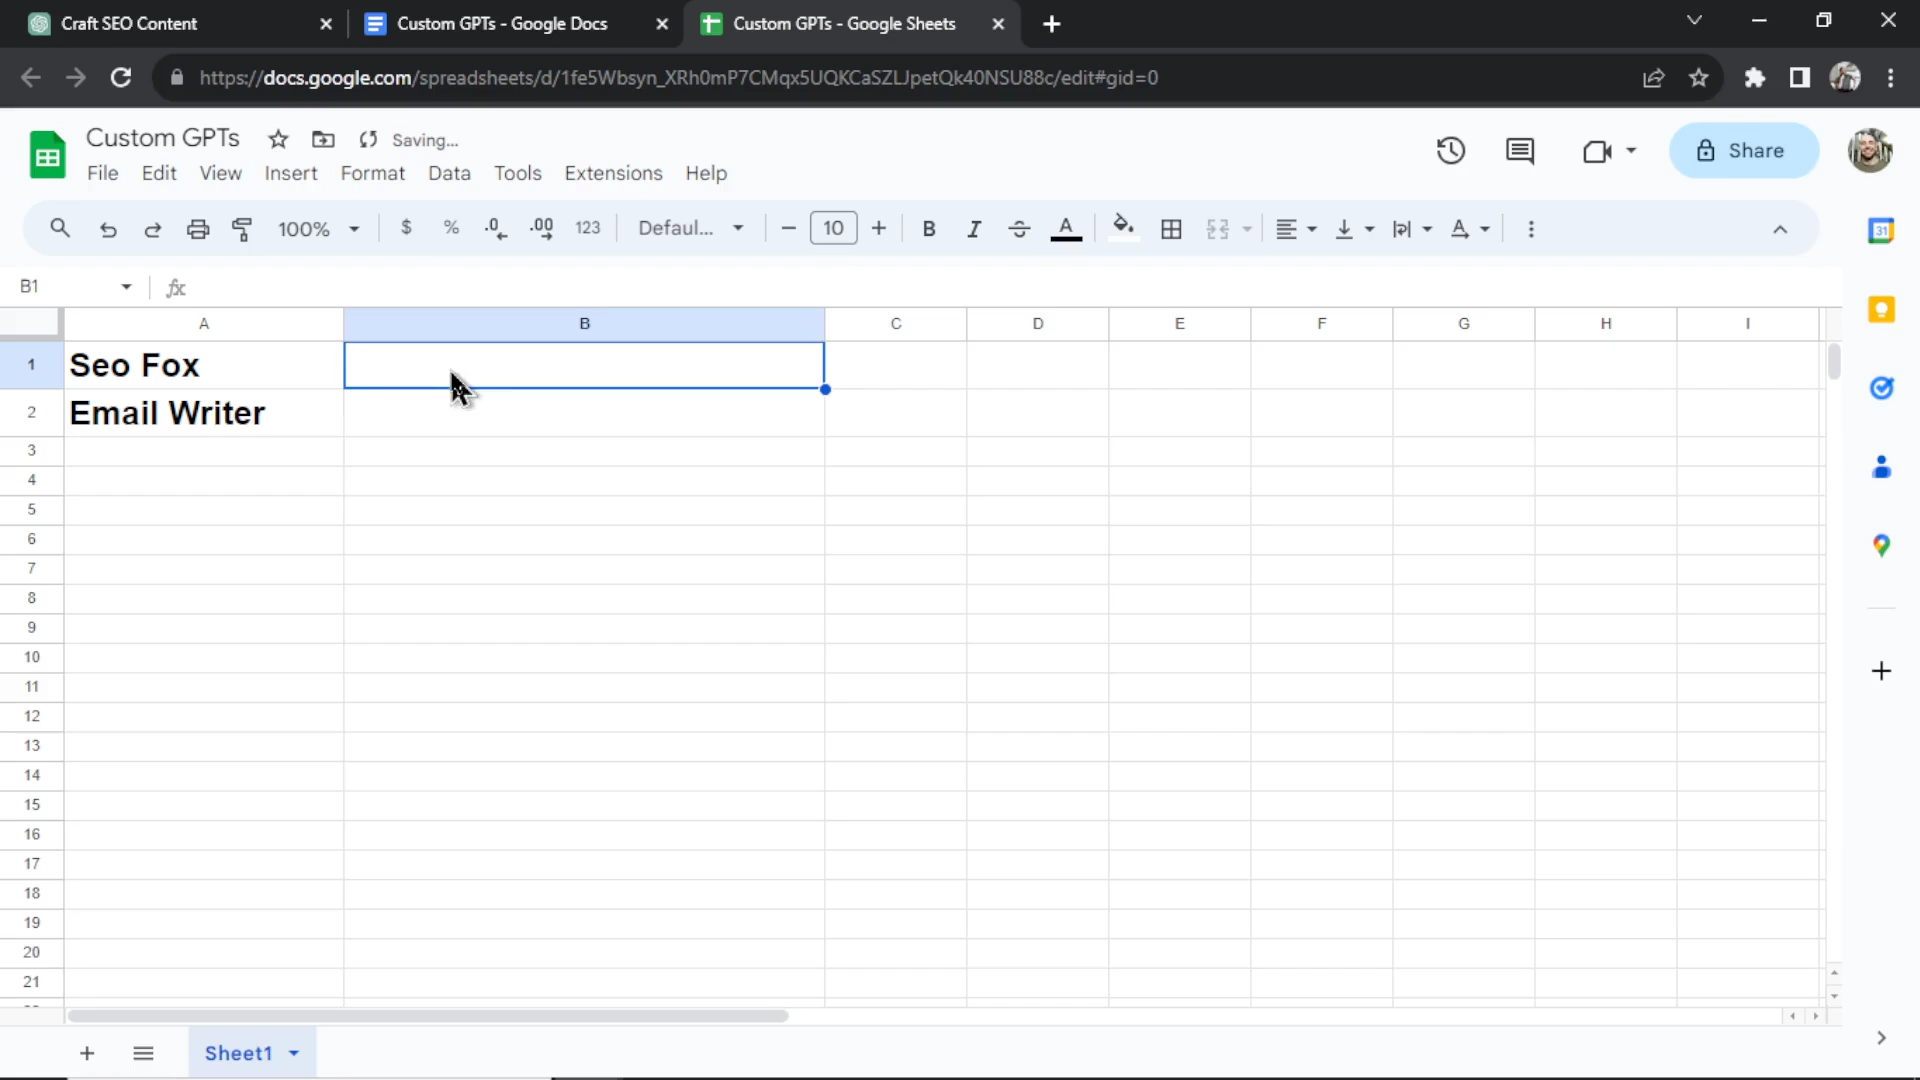 Craft SEO Content
Custom GPTs - Google Docs
Custom GPTs - Google Sheets
https://docs.google.com/spreadsheets/d/1fe5Wbsyn_XRh0mP7CMqx5UQKCaSZLJpetQk40NSU88c/edit#gid=0
Custom GPTs
Saving...
File Edit View Insert Format Data Tools Extensions Help
Share
100% $ % .0 .00 123 Defaul... 10 B I S A A
31
B1 fx
A B C D E F G H I
1 Seo Fox
2 Email Writer
3
4
5
6
7
8
9
10
11
12
13
14
15
16
17
18
19
20
21
Sheet1